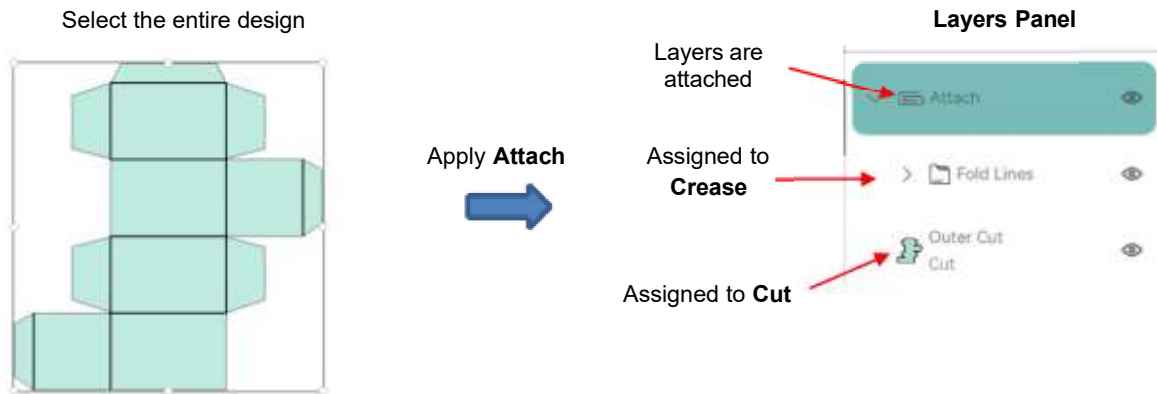 Select the entire design
Layers Panel
Layers are
attached
Attach
Apply Attach
Assigned to
Crease
Fold Lines
Outer Cut
Cut
Assigned to Cut